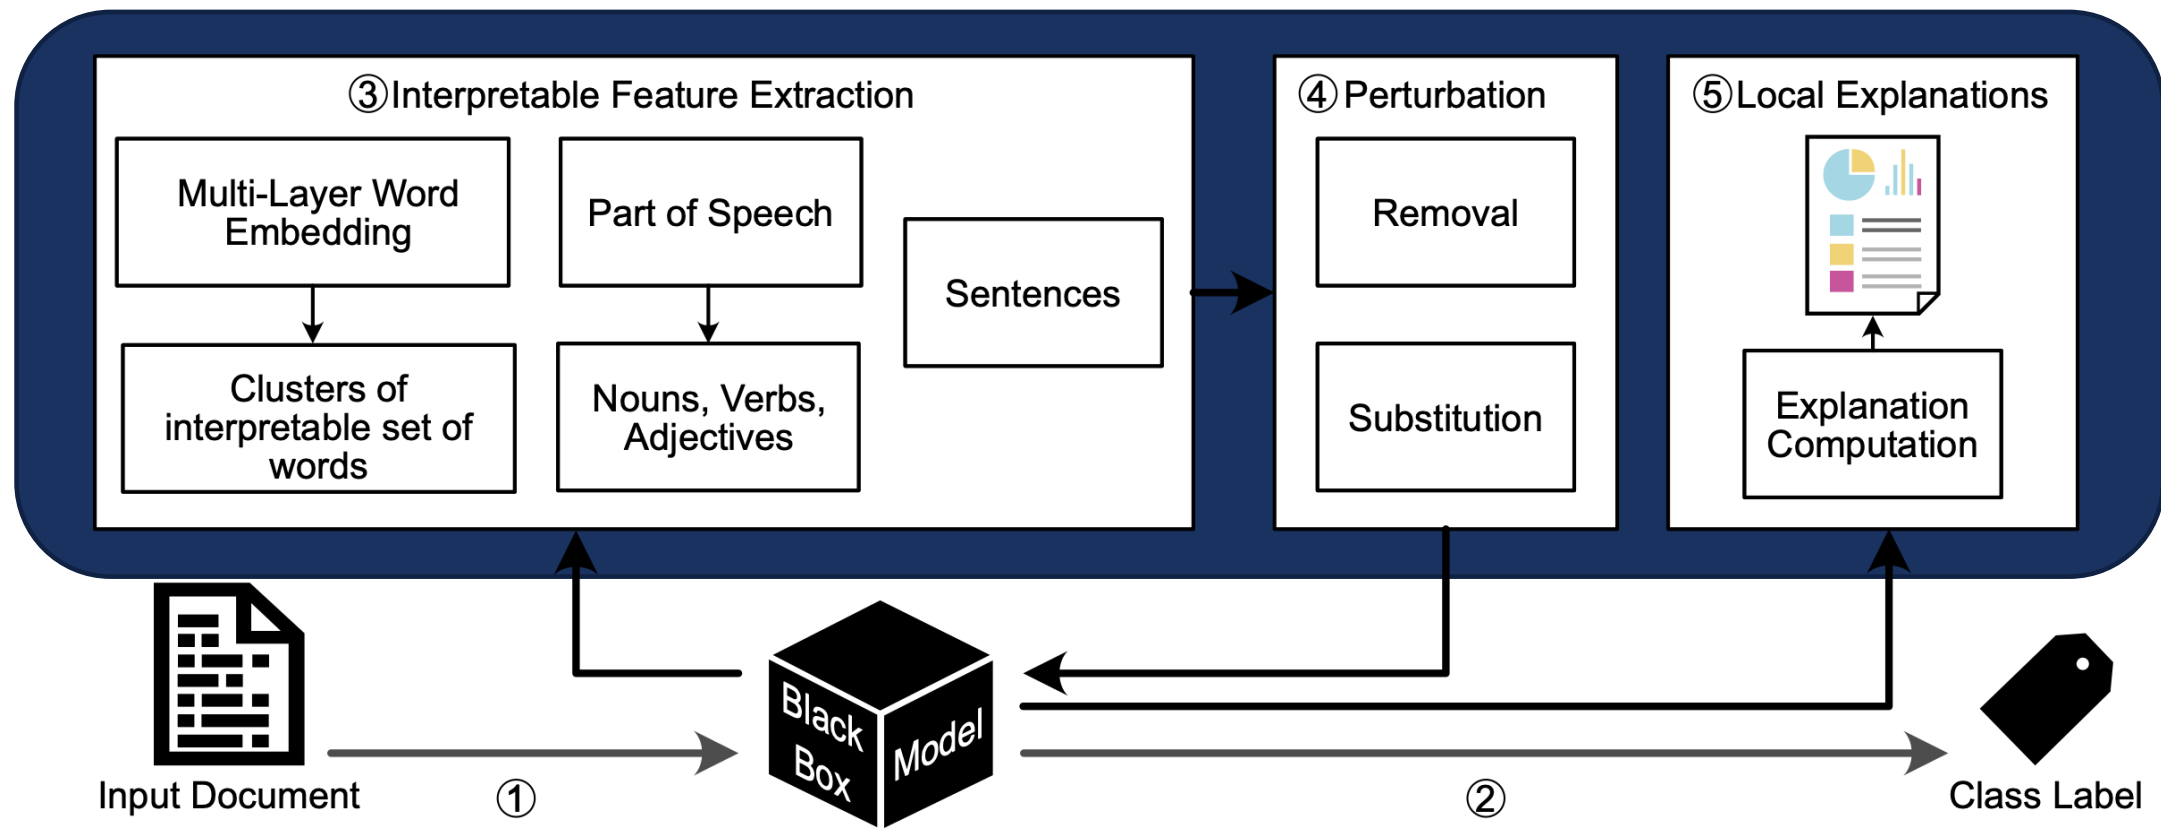 ③Interpretable Feature Extraction
Multi-Layer Word
Embedding
Clusters of
interpretable set of
words
Part of Speech
Nouns, Verbs,
Adjectives
Sentences
④Perturbation
Removal
Substitution
⑤Local Explanations
Explanation
Computation
Input Document
①
Black
Box
Model
②
Class Label